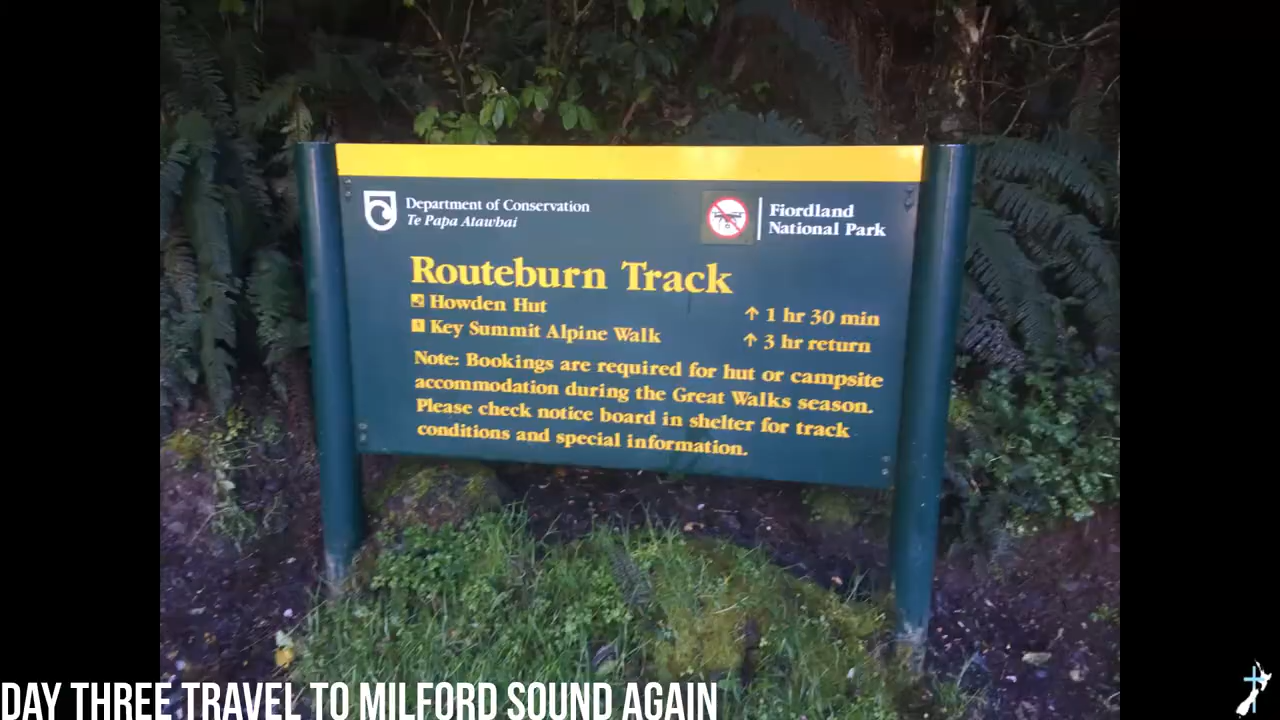 Department of Conservation
Te Papa Atawhai
Fiordland
National Park
Routeburn Track
Howden Hut ↑ 1 hr 30 min
Key Summit Alpine Walk ↑ 3 hr return
Note: Bookings are required for hut or campsite
accommodation during the Great Walks season.
Please check notice board in shelter for track
conditions and special information.
DAY THREE TRAVEL TO MILFORD SOUND AGAIN